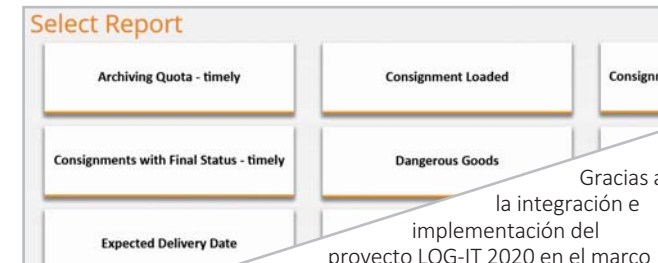 Select Report
Archiving Quota - timely
Consignment Loaded
Consignments with Final Status - timely
Dangerous Goods
Expected Delivery Date
Gracias a
la integración e
implementación del
proyecto LOG-IT 2020 en el marco